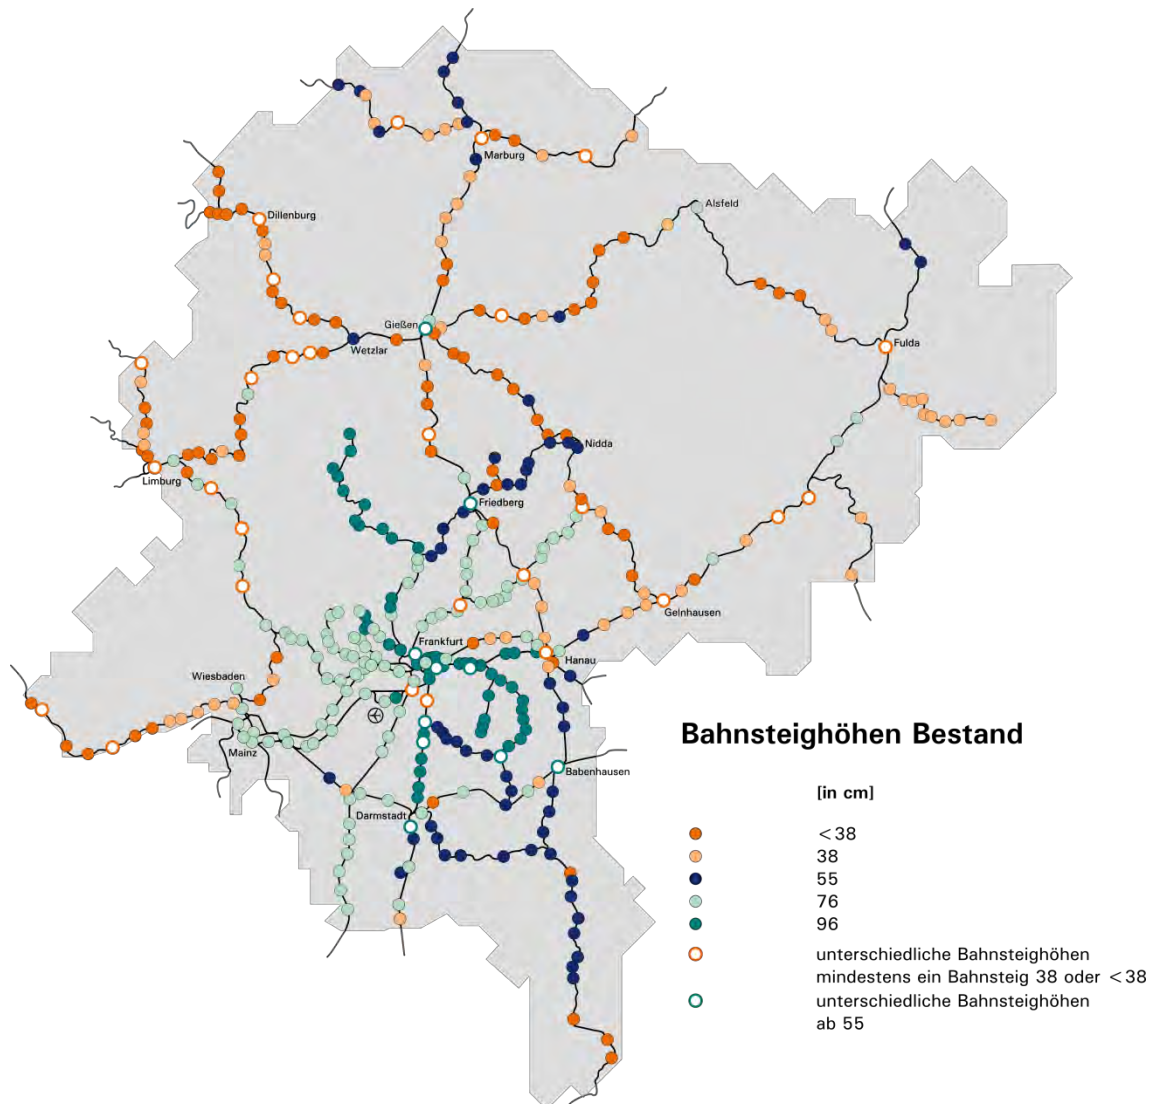 Marburg
Alsfeld
Dillenburg
Gießen
Wetzlar
Fulda
Nidda
Limburg
Friedberg
Gelnhausen
Frankfurt
Hanau
Wiesbaden
Mainz
Babenhausen
Darmstadt
Bahnsteighöhen Bestand
[in cm]
<38
38
55
76
96
unterschiedliche Bahnsteighöhen
mindestens ein Bahnsteig 38 oder <38
unterschiedliche Bahnsteighöhen
ab 55